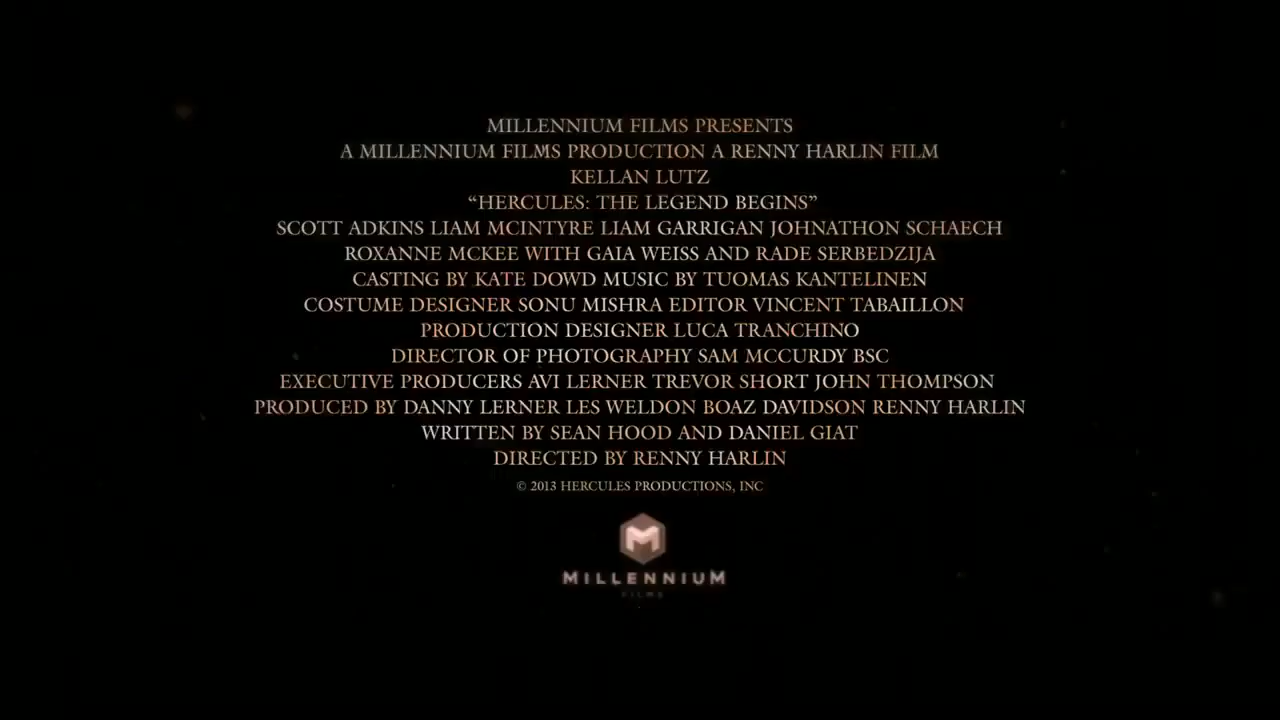 MILLENNIUM FILMS PRESENTS
A MILLENNIUM FILMS PRODUCTION A RENNY HARLIN FILM
KELLAN LUTZ
“HERCULES: THE LEGEND BEGINS”
SCOTT ADKINS LIAM MCINTYRE LIAM GARRIGAN JOHNATHON SCHAECH
ROXANNE MCKEE WITH GAIA WEISS AND RADE SERBEDZIJA
CASTING BY KATE DOWD MUSIC BY TUOMAS KANTELINEN
COSTUME DESIGNER SONU MISHRA EDITOR VINCENT TABAILLON
PRODUCTION DESIGNER LUCA TRANCHINO
DIRECTOR OF PHOTOGRAPHY SAM MCCURDY BSC
EXECUTIVE PRODUCERS AVI LERNER TREVOR SHORT JOHN THOMPSON
PRODUCED BY DANNY LERNER LES WELDON BOAZ DAVIDSON RENNY HARLIN
WRITTEN BY SEAN HOOD AND DANIEL GIAT
DIRECTED BY RENNY HARLIN
© 2013 HERCULES PRODUCTIONS, INC
M
MILLENNIUM
FILMS